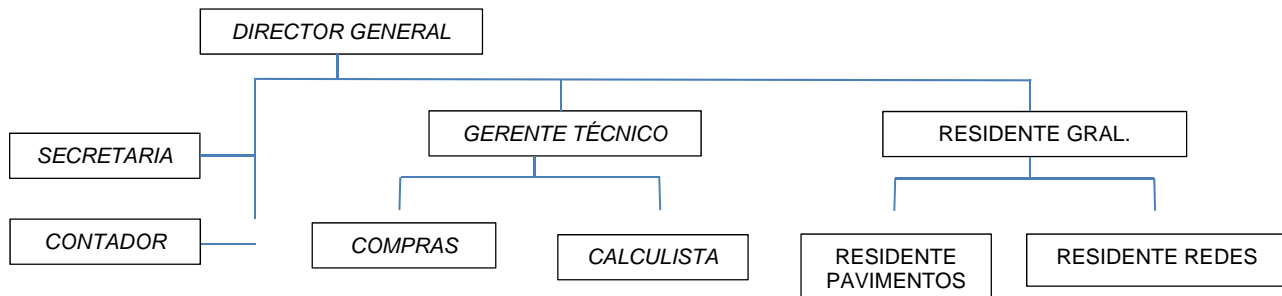 DIRECTOR GENERAL
GERENTE TÉCNICO
RESIDENTE GRAL.
SECRETARIA
CONTADOR
COMPRAS
CALCULISTA
RESIDENTE
PAVIMENTOS
RESIDENTE REDES